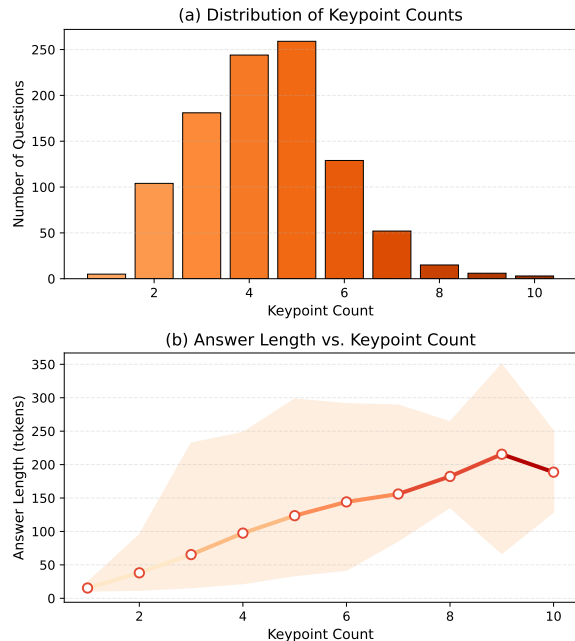 (a) Distribution of Keypoint Counts
250
200
150
100
50
0
Number of Questions
2 4 6 8 10
Keypoint Count
(b) Answer Length vs. Keypoint Count
350
300
250
200
150
100
50
0
Answer Length (tokens)
2 4 6 8 10
Keypoint Count